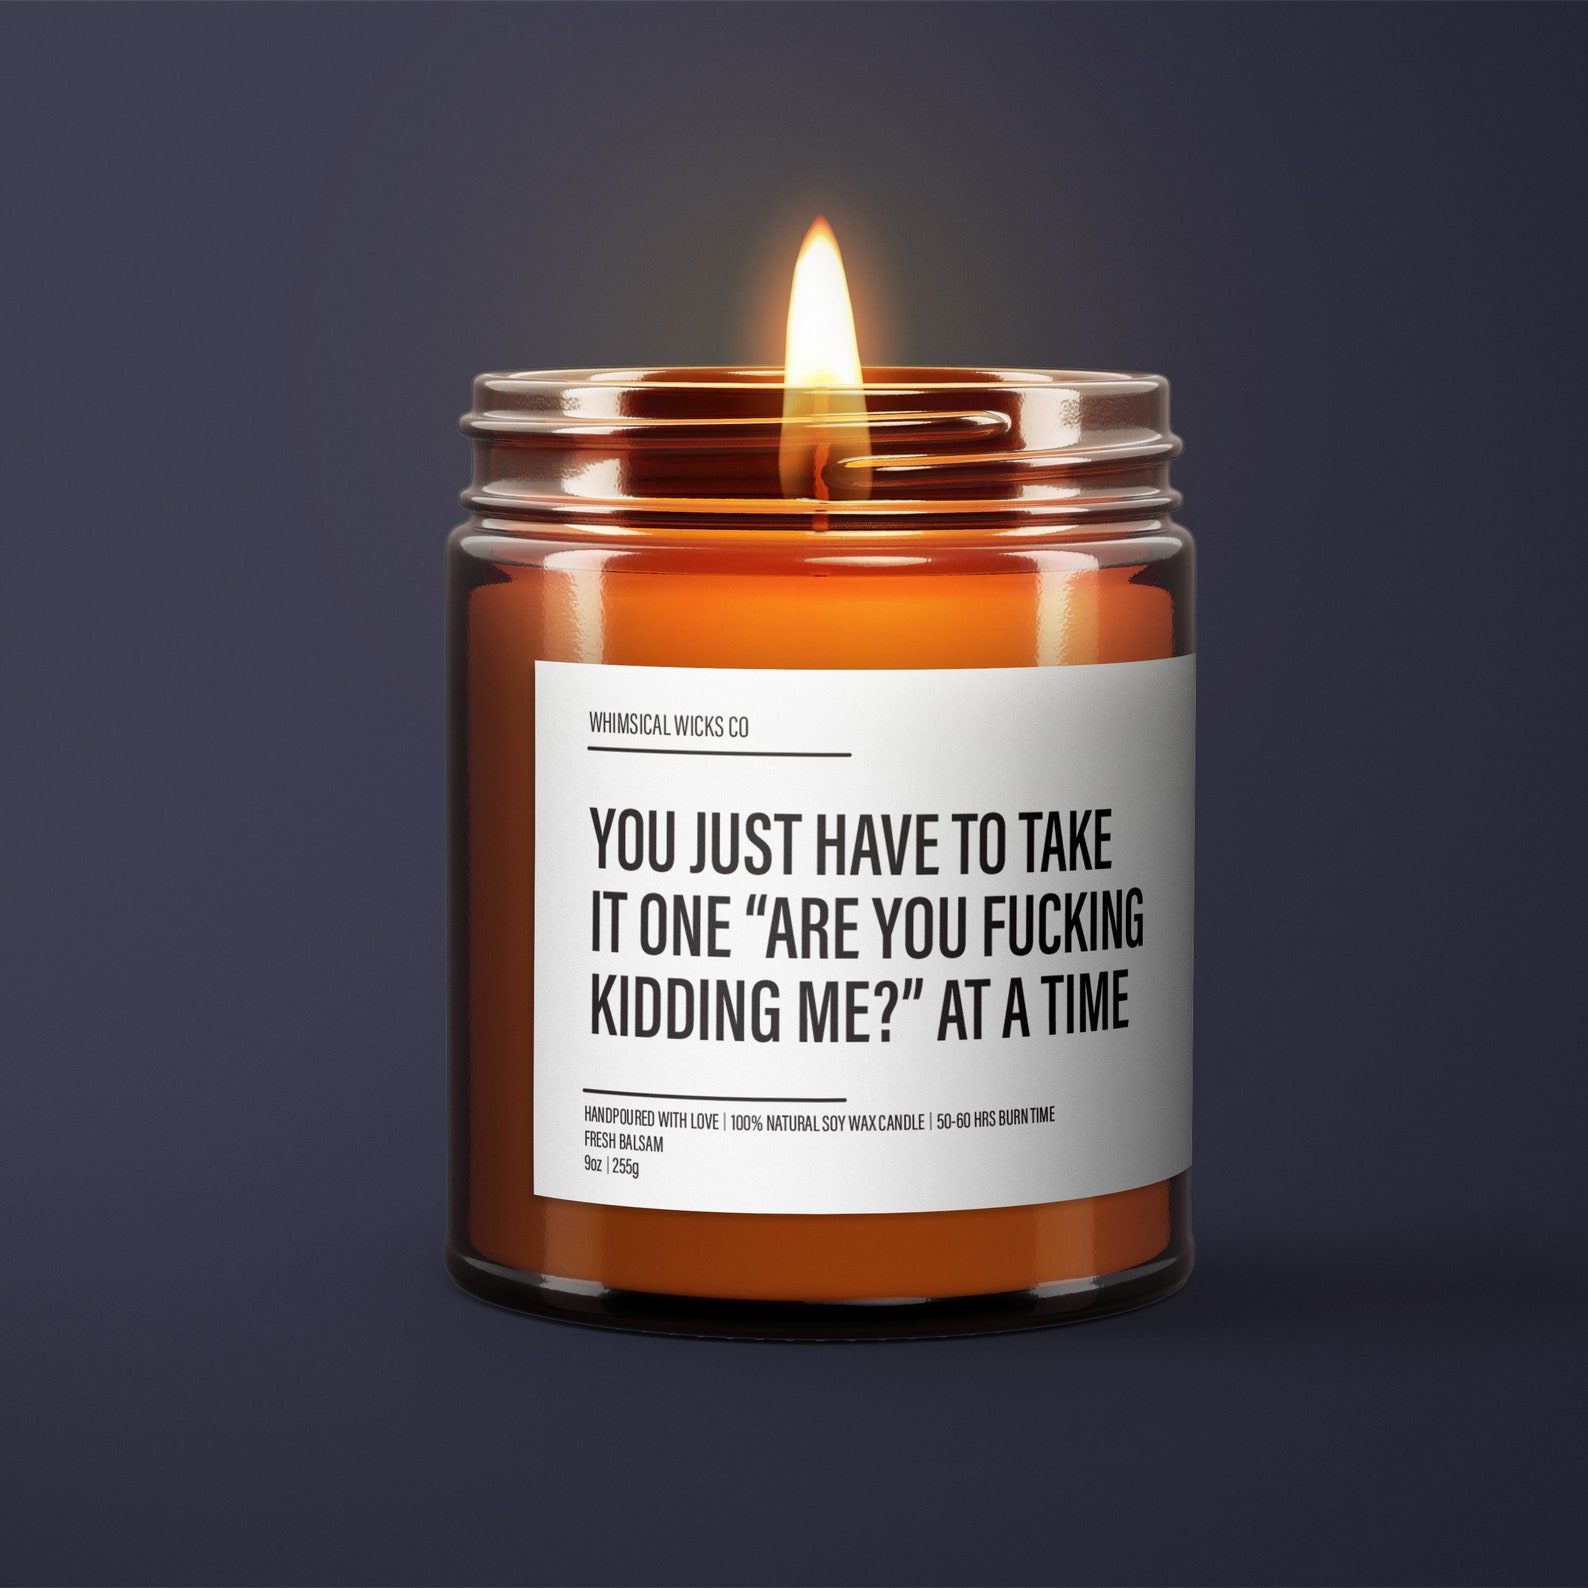 WHIMSICAL WICKS CO
YOU JUST HAVE TO TAKE
IT ONE “ARE YOU FUCKING
KIDDING ME?” AT A TIME
HANDPOURED WITH LOVE | 100% NATURAL SOY WAX CANDLE | 50-60 HRS BURN TIME
FRESH BALSAM
9oz | 255g